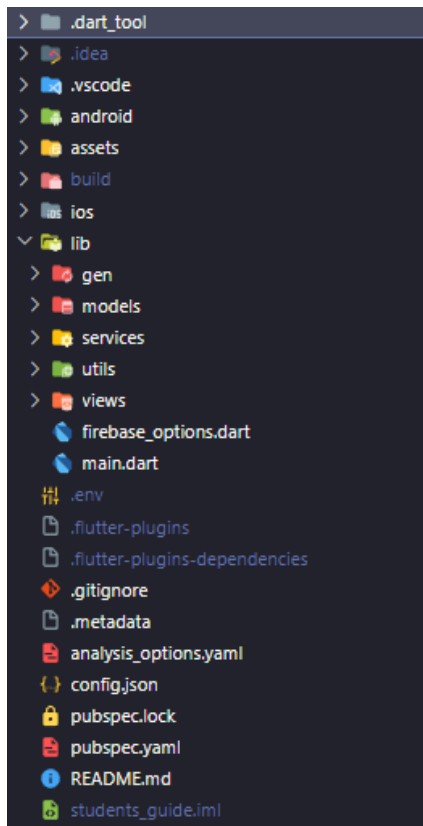 .dart_tool
.idea
.vscode
android
assets
build
ios
lib
gen
models
services
utils
views
firebase_options.dart
main.dart
.env
.flutter-plugins
.flutter-plugins-dependencies
.gitignore
.metadata
analysis_options.yaml
config.json
pubspec.lock
pubspec.yaml
README.md
students_guide.iml